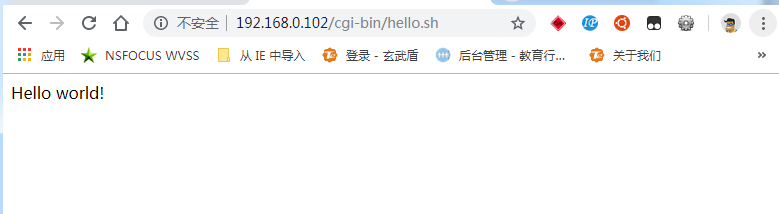 不安全 | 192.168.0.102/cgi-bin/hello.sh
应用 NSFOCUS WVSS 从 IE 中导入 登录 - 玄武盾 后台管理 - 教育行... 关于我们 »
Hello world!